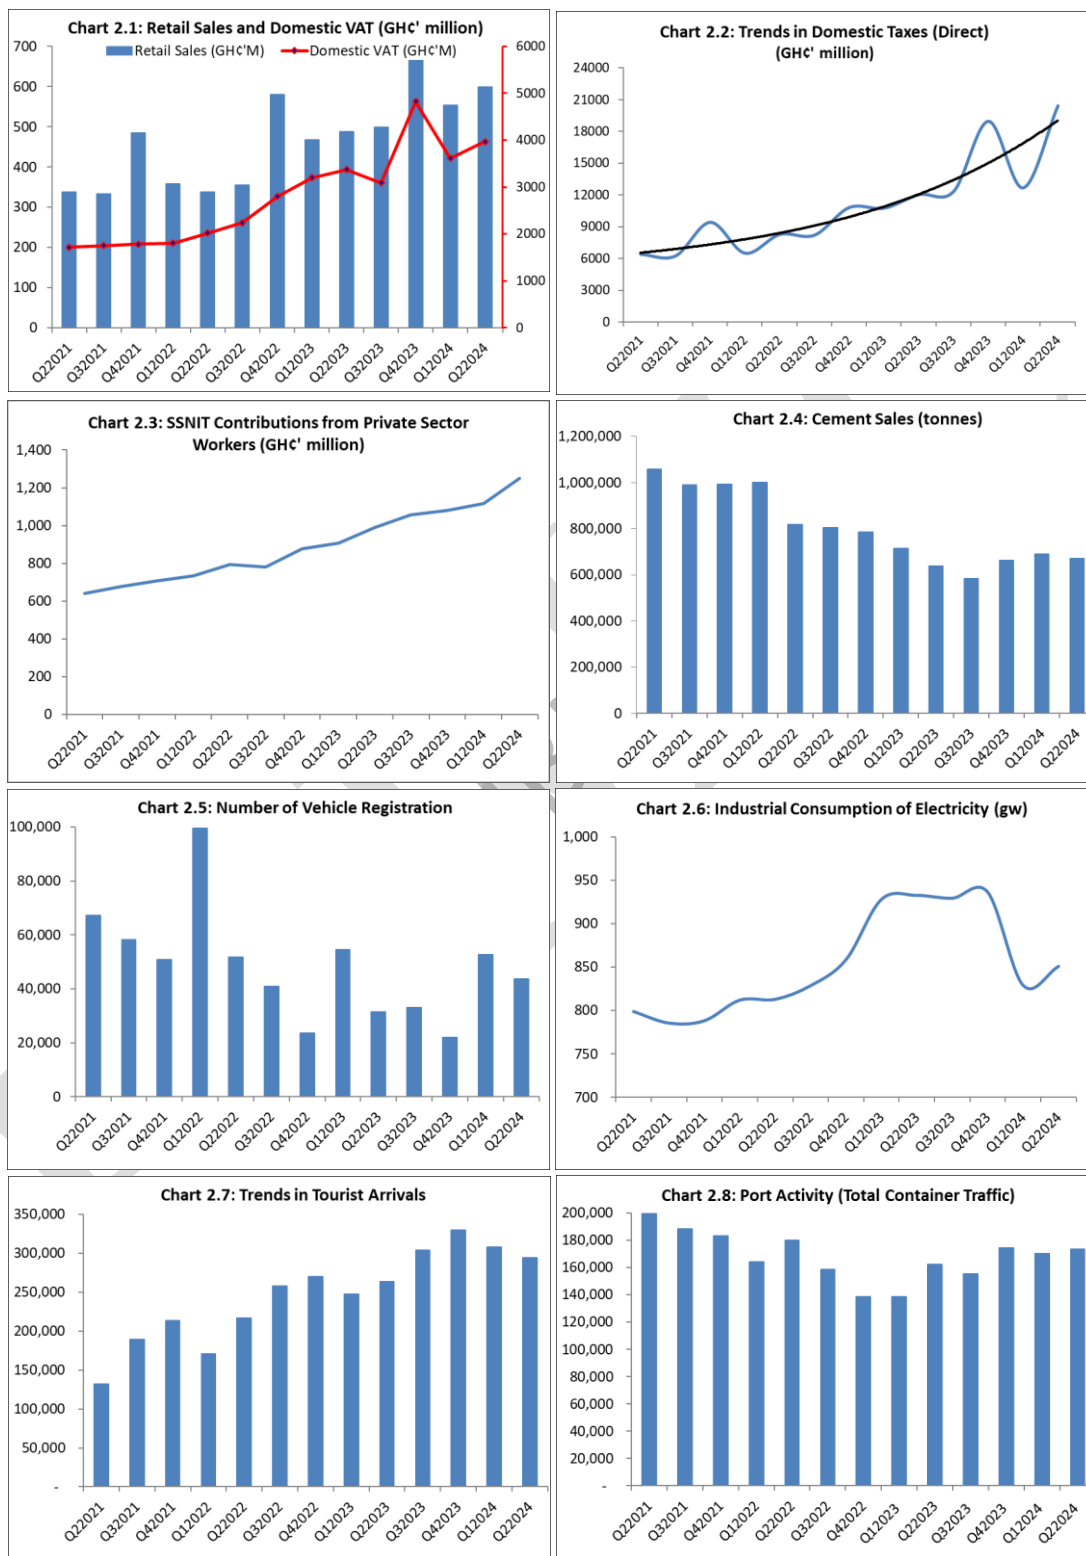 Chart 2.1: Retail Sales and Domestic VAT (GH¢' million)
Retail Sales (GH¢'M)
Domestic VAT (GH¢'M)
700
600
500
400
300
200
100
0
6000
5000
4000
3000
2000
1000
0
Q22021
Q32021
Q42021
Q12022
Q22022
Q32022
Q42022
Q12023
Q22023
Q32023
Q42023
Q12024
Q22024
Chart 2.2: Trends in Domestic Taxes (Direct)
(GH¢' million)
24000
21000
18000
15000
12000
9000
6000
3000
0
Q22021
Q32021
Q42021
Q12022
Q22022
Q32022
Q42022
Q12023
Q22023
Q32023
Q42023
Q12024
Q22024
Chart 2.3: SSNIT Contributions from Private Sector
Workers (GH¢' million)
1,400
1,200
1,000
800
600
400
200
0
Q22021
Q32021
Q42021
Q12022
Q22022
Q32022
Q42022
Q12023
Q22023
Q32023
Q42023
Q12024
Q22024
Chart 2.4: Cement Sales (tonnes)
1,200,000
1,000,000
800,000
600,000
400,000
200,000
0
Q22021
Q32021
Q42021
Q12022
Q22022
Q32022
Q42022
Q12023
Q22023
Q32023
Q42023
Q12024
Q22024
Chart 2.5: Number of Vehicle Registration
100,000
80,000
60,000
40,000
20,000
0
Q22021
Q32021
Q42021
Q12022
Q22022
Q32022
Q42022
Q12023
Q22023
Q32023
Q42023
Q12024
Q22024
Chart 2.6: Industrial Consumption of Electricity (gw)
1,000
950
900
850
800
750
700
Q22021
Q32021
Q42021
Q12022
Q22022
Q32022
Q42022
Q12023
Q22023
Q32023
Q42023
Q12024
Q22024
Chart 2.7: Trends in Tourist Arrivals
350,000
300,000
250,000
200,000
150,000
100,000
50,000
-
Q22021
Q32021
Q42021
Q12022
Q22022
Q32022
Q42022
Q12023
Q22023
Q32023
Q42023
Q12024
Q22024
Chart 2.8: Port Activity (Total Container Traffic)
200,000
180,000
160,000
140,000
120,000
100,000
80,000
60,000
40,000
20,000
-
Q22021
Q32021
Q42021
Q12022
Q22022
Q32022
Q42022
Q12023
Q22023
Q32023
Q42023
Q12024
Q22024